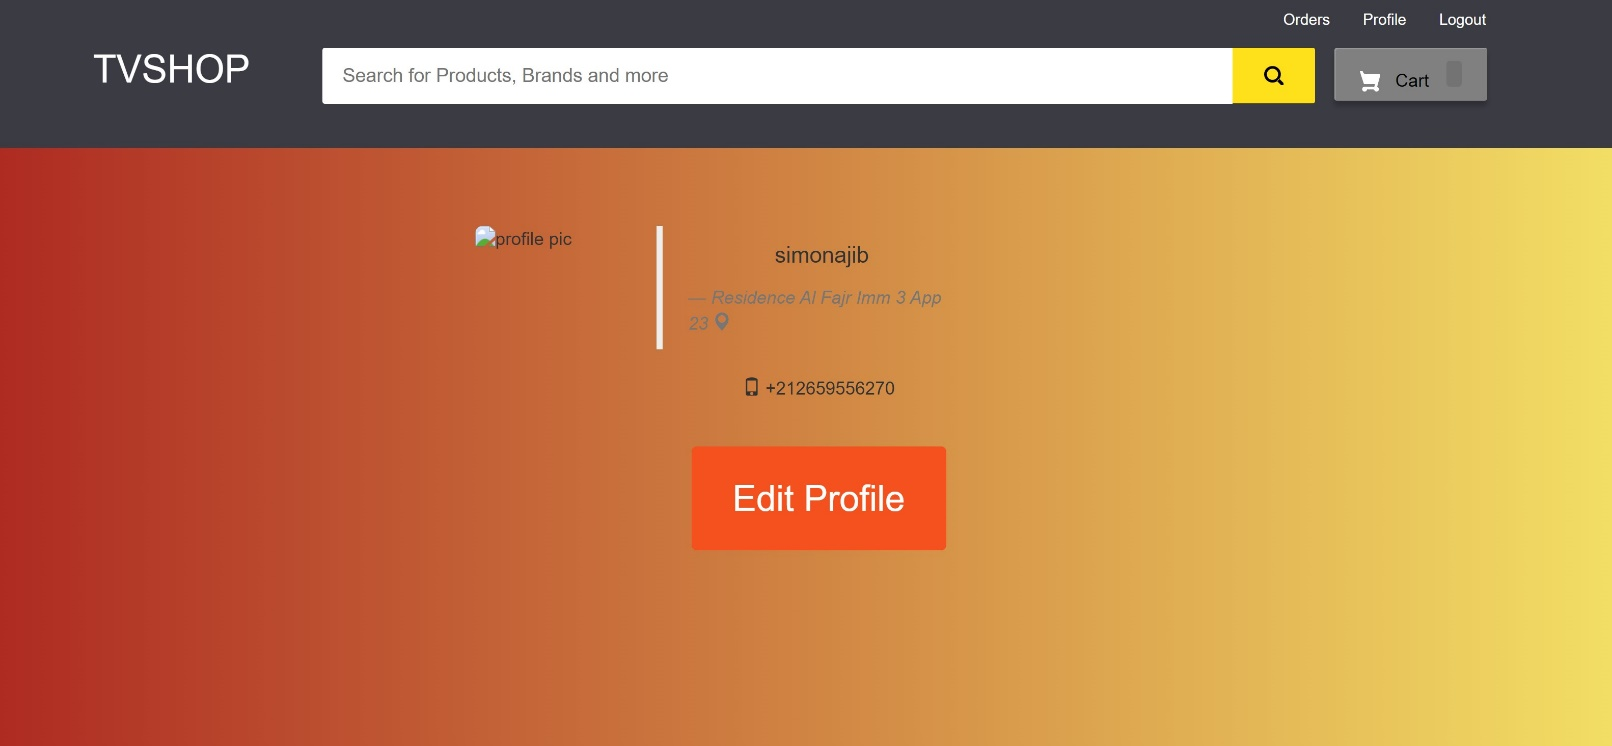 Orders Profile Logout
TVSHOP
Search for Products, Brands and more
Cart
profile pic
simonajib
— Residence Al Fajr Imm 3 App
23
+212659556270
Edit Profile